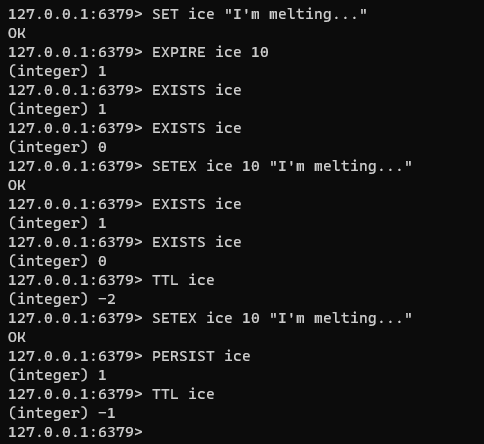 127.0.0.1:6379> SET ice "I'm melting..."
OK
127.0.0.1:6379> EXPIRE ice 10
(integer) 1
127.0.0.1:6379> EXISTS ice
(integer) 1
127.0.0.1:6379> EXISTS ice
(integer) 0
127.0.0.1:6379> SETEX ice 10 "I'm melting..."
OK
127.0.0.1:6379> EXISTS ice
(integer) 1
127.0.0.1:6379> EXISTS ice
(integer) 0
127.0.0.1:6379> TTL ice
(integer) -2
127.0.0.1:6379> SETEX ice 10 "I'm melting..."
OK
127.0.0.1:6379> PERSIST ice
(integer) 1
127.0.0.1:6379> TTL ice
(integer) -1
127.0.0.1:6379>